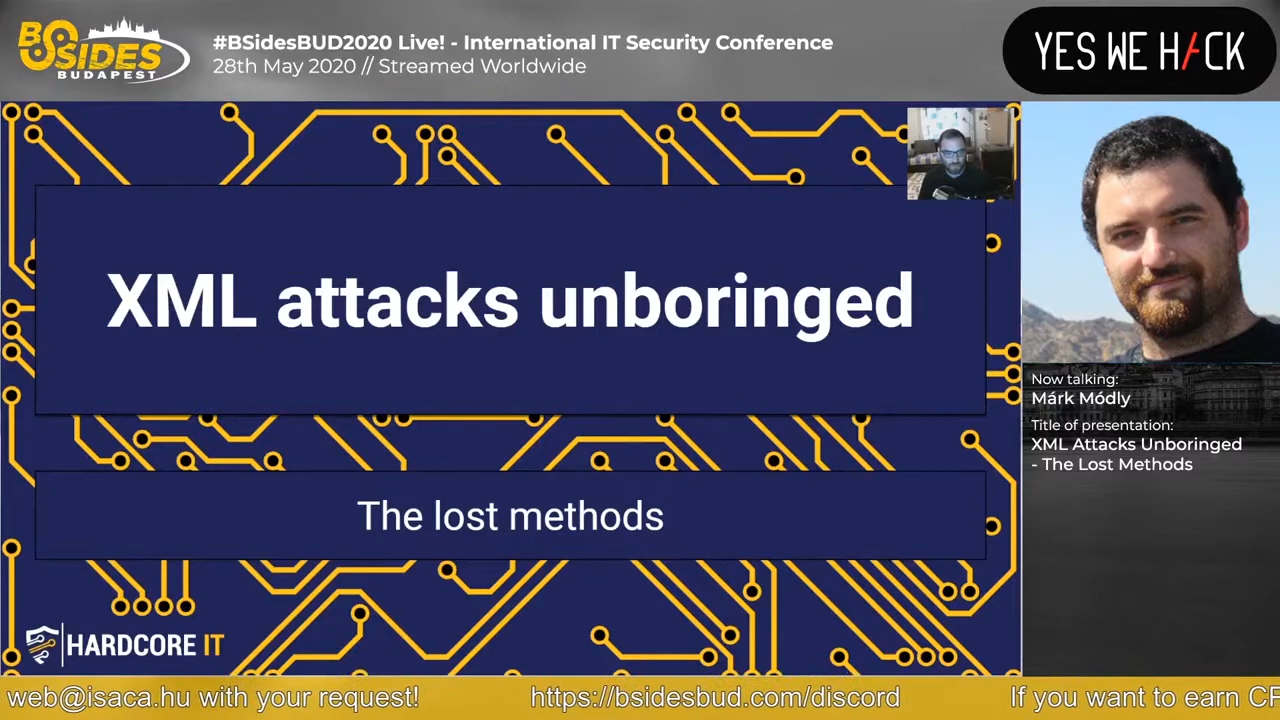 BSIDES
BUDAPEST
#BSidesBUD2020 Live! - International IT Security Conference
28th May 2020 // Streamed Worldwide
YES WE H/CK
XML attacks unboringed
The lost methods
HARDCORE IT
Now talking:
Márk Módly
Title of presentation:
XML Attacks Unboringed
- The Lost Methods
web@isaca.hu with your request! https://bsidesbud.com/discord If you want to earn CP